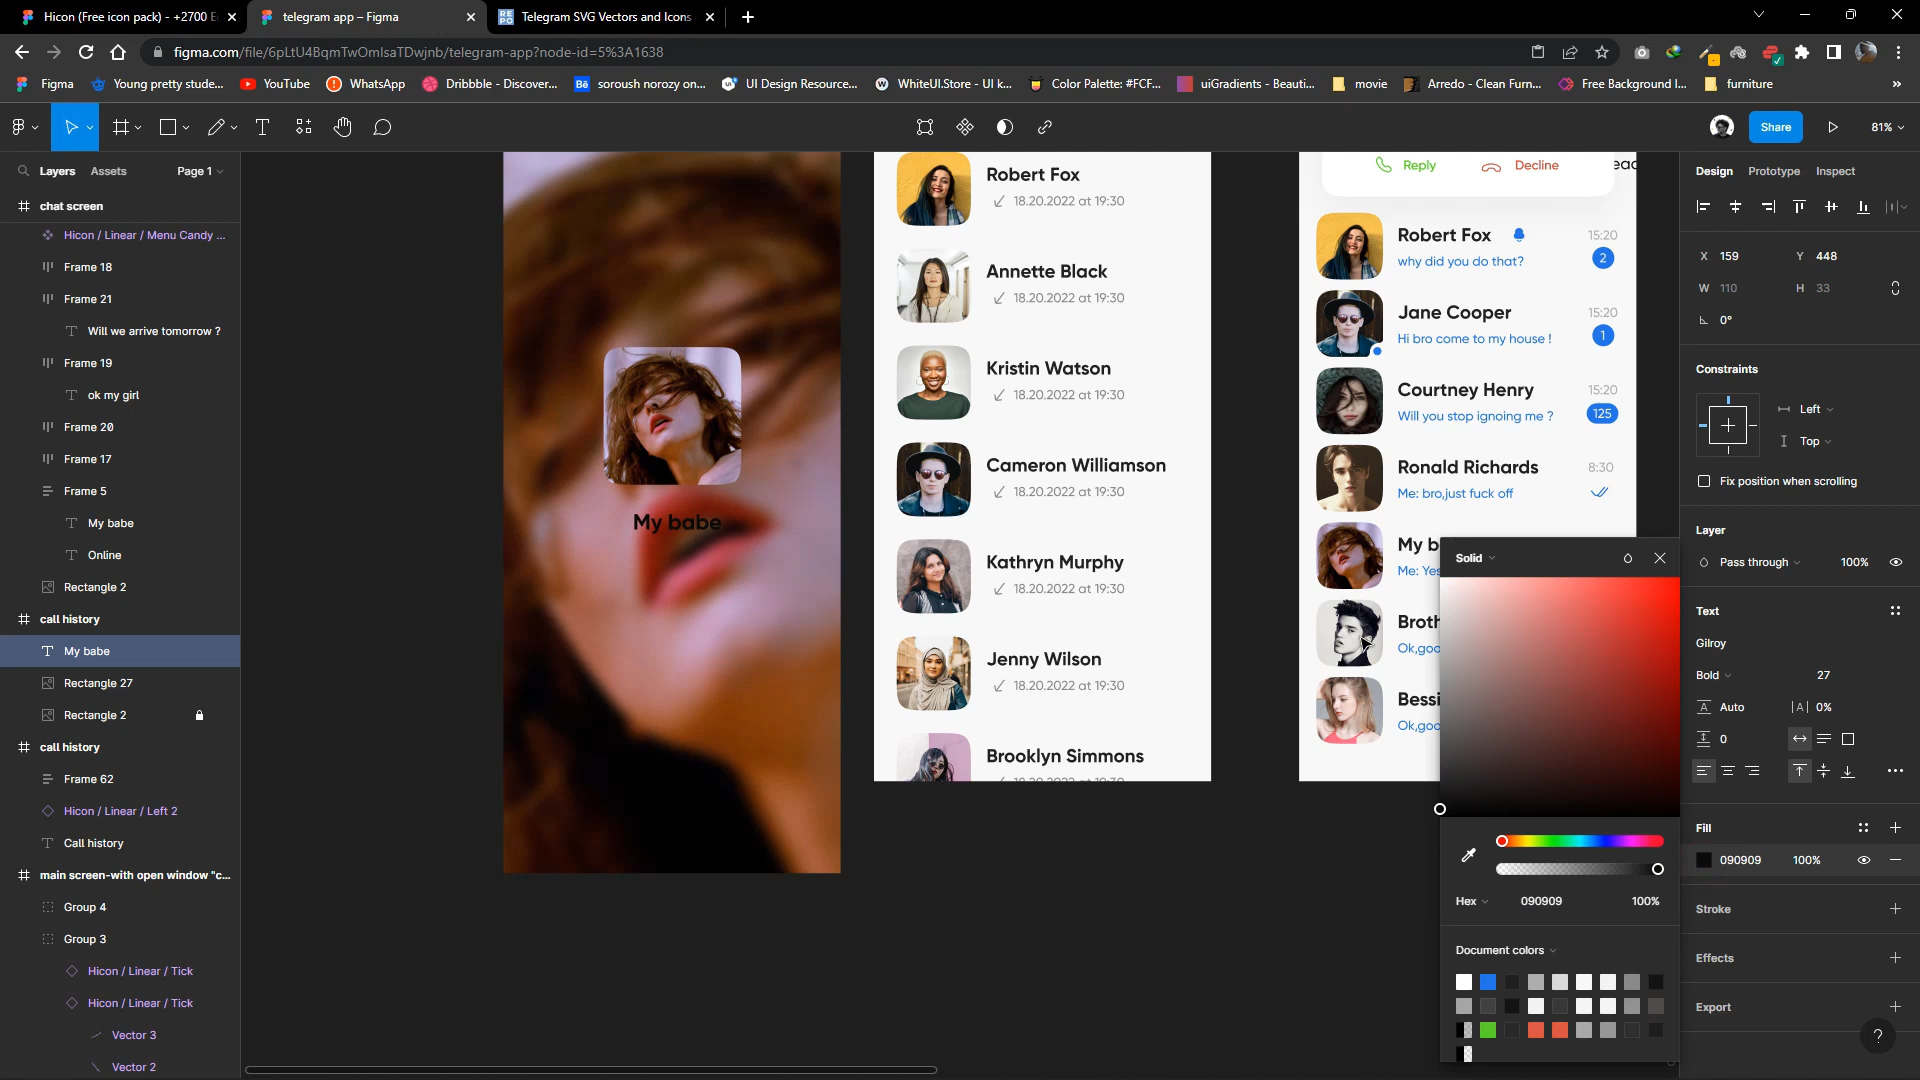 Hicon (Free icon pack) - +2700 E
telegram app – Figma
Telegram SVG Vectors and Icons
figma.com/file/6pLtU4BqmTwOmlsaTDwjnb/telegram-app?node-id=5%3A1638
Figma
Young pretty stude...
YouTube
WhatsApp
Dribbble - Discover...
soroush norozy on...
UI Design Resource...
WhiteUI.Store - UI k...
Color Palette: #FCF...
uiGradients - Beauti...
movie
Arredo - Clean Furn...
Free Background I...
furniture
Share
81%
Layers
Assets
Page 1
chat screen
Hicon / Linear / Menu Candy ...
Frame 18
Frame 21
Will we arrive tomorrow ?
Frame 19
ok my girl
Frame 20
Frame 17
Frame 5
My babe
Online
Rectangle 2
call history
My babe
Rectangle 27
Rectangle 2
call history
Frame 62
Hicon / Linear / Left 2
Call history
main screen-with open window "c...
Group 4
Group 3
Hicon / Linear / Tick
Hicon / Linear / Tick
Vector 3
Vector 2
My babe
Robert Fox
18.20.2022 at 19:30
Annette Black
18.20.2022 at 19:30
Kristin Watson
18.20.2022 at 19:30
Cameron Williamson
18.20.2022 at 19:30
Kathryn Murphy
18.20.2022 at 19:30
Jenny Wilson
18.20.2022 at 19:30
Brooklyn Simmons
Reply
Decline
Robert Fox
15:20
why did you do that?
2
Jane Cooper
15:20
Hi bro come to my house !
1
Courtney Henry
15:20
Will you stop ignoing me ?
125
Ronald Richards
8:30
Me: bro,just fuck off
My b
Me: Yes
Broth
Ok,goo
Bessi
Ok,goo
Solid
Hex
090909
100%
Document colors
Design
Prototype
Inspect
X 159
Y 448
W 110
H 33
0°
Constraints
Left
Top
Fix position when scrolling
Layer
Pass through
100%
Text
Gilroy
Bold
27
Auto
0%
0
Fill
090909
100%
Stroke
Effects
Export
?